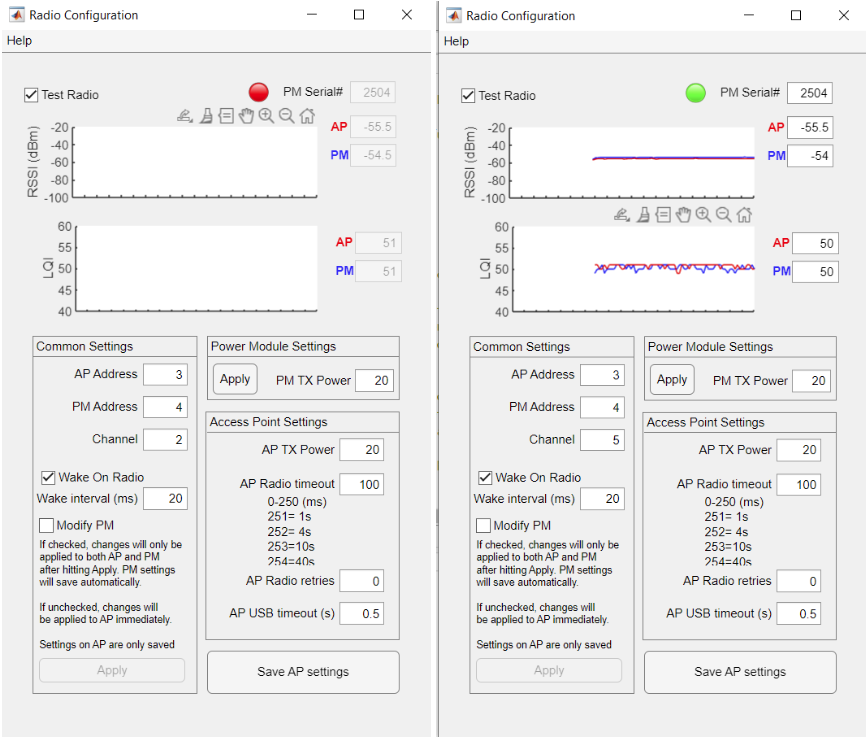 Radio Configuration
Help
Test Radio
PM Serial# 2504
AP -55.5
PM -54.5
RSSI (dBm)
-20
-40
-60
-80
-100
AP 51
PM 51
LQI
60
55
50
45
40
Common Settings
AP Address 3
PM Address 4
Channel 2
Wake On Radio
Wake interval (ms) 20
Modify PM
If checked, changes will only be
applied to both AP and PM
after hitting Apply. PM settings
will save automatically.
If unchecked, changes will
be applied to AP immediately.
Settings on AP are only saved
Apply
Power Module Settings
Apply PM TX Power 20
Access Point Settings
AP TX Power 20
AP Radio timeout 100
0-250 (ms)
251= 1s
252= 4s
253=10s
254=40s
AP Radio retries 0
AP USB timeout (s) 0.5
Save AP settings
Radio Configuration
Help
Test Radio
PM Serial# 2504
AP -55.5
PM -54
RSSI (dBm)
-20
-40
-60
-80
-100
AP 50
PM 50
LQI
60
55
50
45
40
Common Settings
AP Address 3
PM Address 4
Channel 5
Wake On Radio
Wake interval (ms) 20
Modify PM
If checked, changes will only be
applied to both AP and PM
after hitting Apply. PM settings
will save automatically.
If unchecked, changes will
be applied to AP immediately.
Settings on AP are only saved
Apply
Power Module Settings
Apply PM TX Power 20
Access Point Settings
AP TX Power 20
AP Radio timeout 100
0-250 (ms)
251= 1s
252= 4s
253=10s
254=40s
AP Radio retries 0
AP USB timeout (s) 0.5
Save AP settings